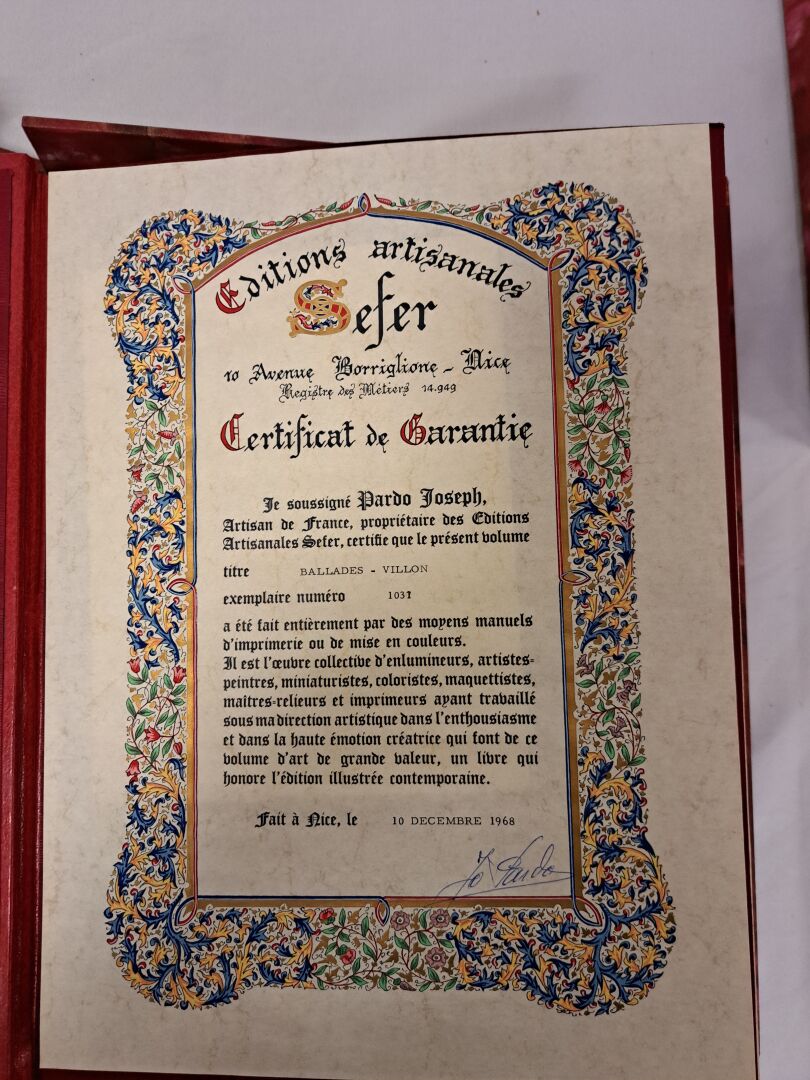 Editions artisanales
Sefer
10 Avenue Borriglione - Nice
Registre des Métiers 14.949
Certificat de Garantie
Je soussigné Pardo Joseph,
Artisan de France, propriétaire des Editions
Artisanales Sefer, certifie que le présent volume
titre BALLADES - VILLON
exemplaire numéro 1031
a été fait entièrement par des moyens manuels
d'imprimerie ou de mise en couleurs.
Il est l'œuvre collective d'enlumineurs, artistes-
peintres, miniaturistes, coloristes, maquettistes,
maîtres-relieurs et imprimeurs ayant travaillé
sous ma direction artistique dans l'enthousiasme
et dans la haute émotion créatrice qui font de ce
volume d'art de grande valeur, un livre qui
honore l'édition illustrée contemporaine.
Fait à Nice, le 10 DECEMBRE 1968
Jo Pardo